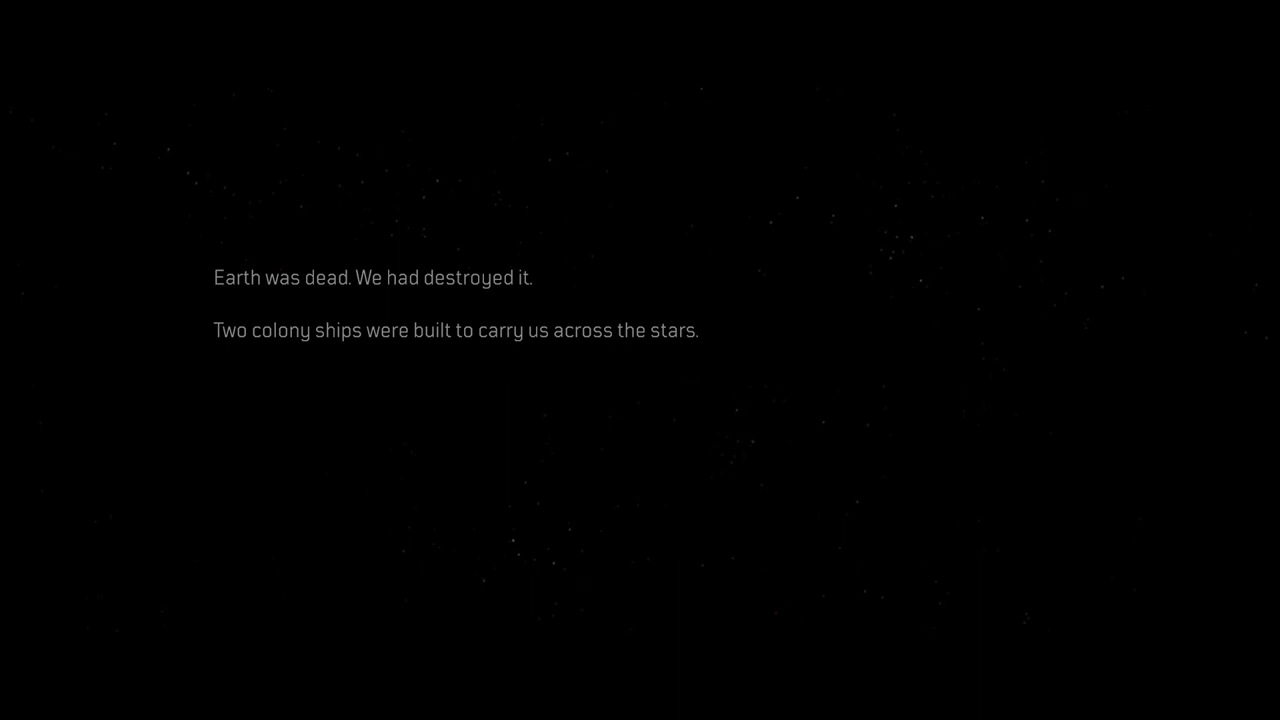 Earth was dead. We had destroyed it.
Two colony ships were built to carry us across the stars.